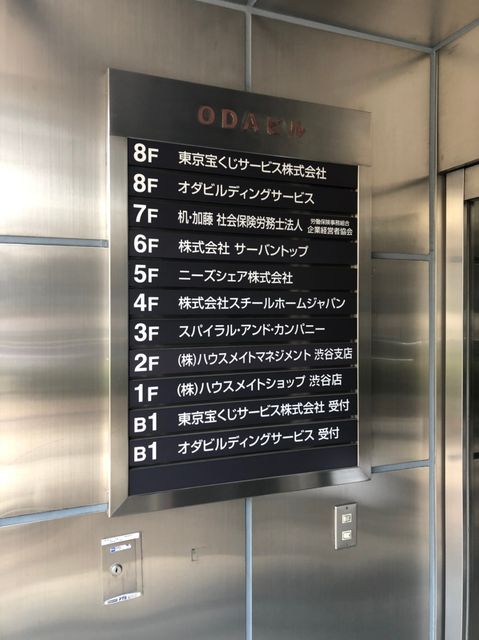 ODAビル
8F 東京宝くじサービス株式会社
8F オダビルディングサービス
7F 机・加藤 社会保険労務士法人 労働保険事務組合 企業経営者協会
6F 株式会社 サーバントップ
5F ニーズシェア株式会社
4F 株式会社スチールホームジャパン
3F スパイラル・アンド・カンパニー
2F (株)ハウスメイトマネジメント 渋谷支店
1F (株)ハウスメイトショップ 渋谷店
B1 東京宝くじサービス株式会社 受付
B1 オダビルディングサービス 受付